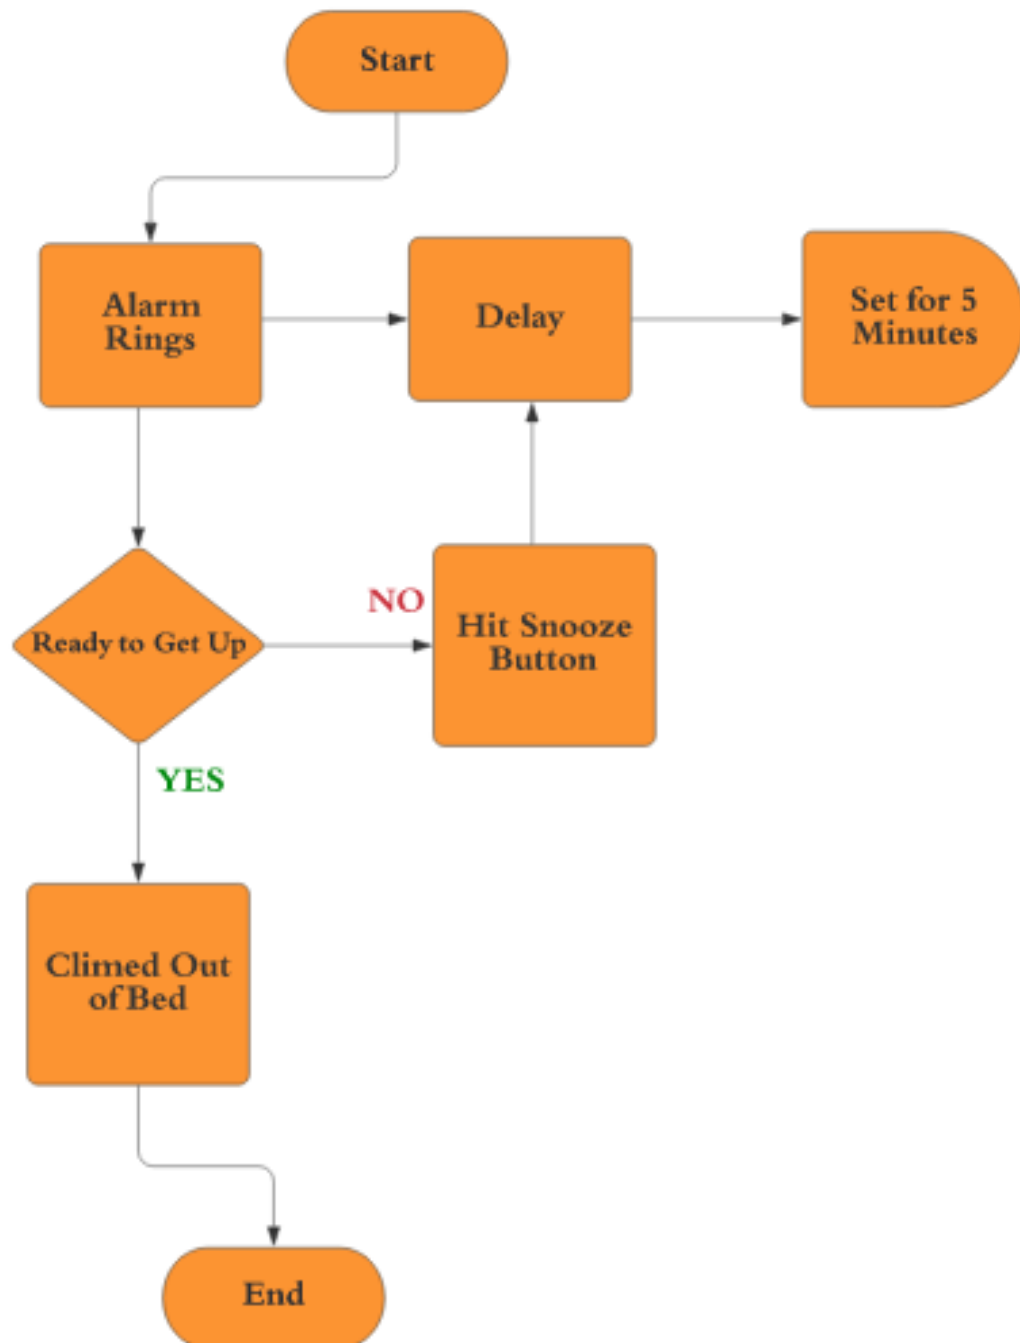 Start
Alarm
Rings
Delay
Set for 5
Minutes
Ready to Get Up
NO
Hit Snooze
Button
YES
Climed Out
of Bed
End